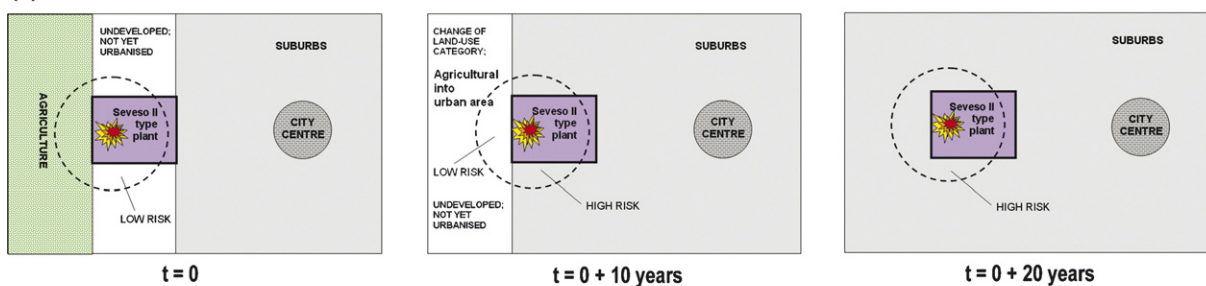 UNDEVELOPED;
NOT YET
URBANISED
SUBURBS
AGRICULTURE
Seveso II
type
plant
CITY
CENTRE
LOW RISK
t = 0
CHANGE OF
LAND-USE
CATEGORY;
Agricultural
into
urban area
SUBURBS
Seveso II
type
plant
CITY
CENTRE
LOW RISK
HIGH RISK
UNDEVELOPED;
NOT YET
URBANISED
t = 0 + 10 years
SUBURBS
Seveso II
type
plant
CITY
CENTRE
HIGH RISK
t = 0 + 20 years